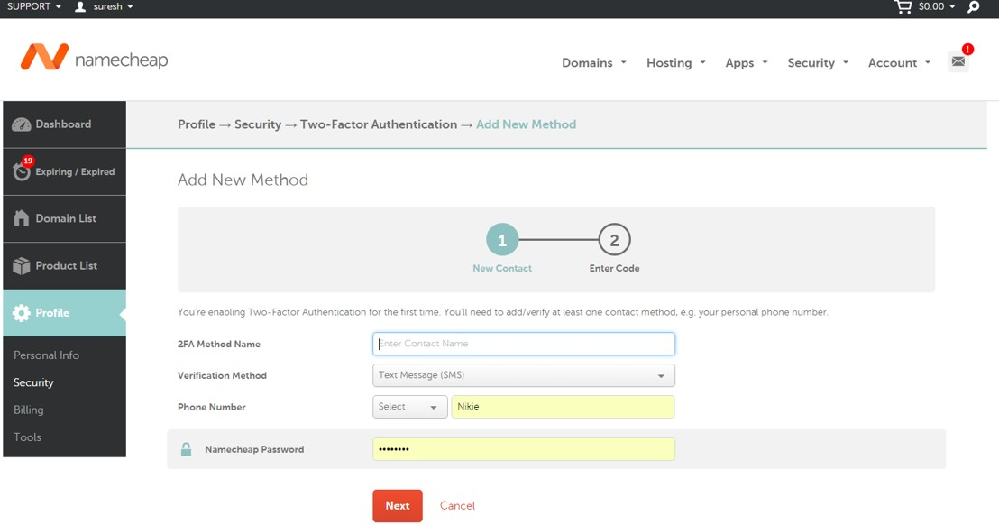 SUPPORT suresh $0.00
namecheap
Domains Hosting Apps Security Account !
Dashboard
Profile → Security → Two-Factor Authentication → Add New Method
19
Expiring / Expired
Add New Method
Domain List
1 2
New Contact Enter Code
Product List
Profile
You're enabling Two-Factor Authentication for the first time. You'll need to add/verify at least one contact method, e.g. your personal phone number.
2FA Method Name Enter Contact Name
Personal Info
Verification Method Text Message (SMS)
Security
Phone Number Select Nikie
Billing
Tools
Namecheap Password ••••••••
Next Cancel